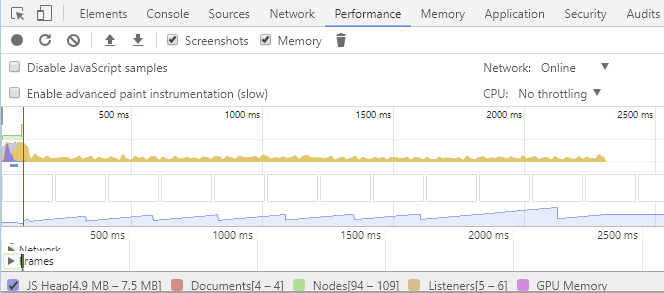 Elements Console Sources Network Performance Memory Application Security Audits
Screenshots Memory
Disable JavaScript samples Network: Online
Enable advanced paint instrumentation (slow) CPU: No throttling
500 ms 1000 ms 1500 ms 2000 ms 2500 ms
500 ms 1000 ms 1500 ms 2000 ms 2500 ms
Network
Frames
JS Heap[4.9 MB – 7.5 MB] Documents[4 – 4] Nodes[94 – 109] Listeners[5 – 6] GPU Memory